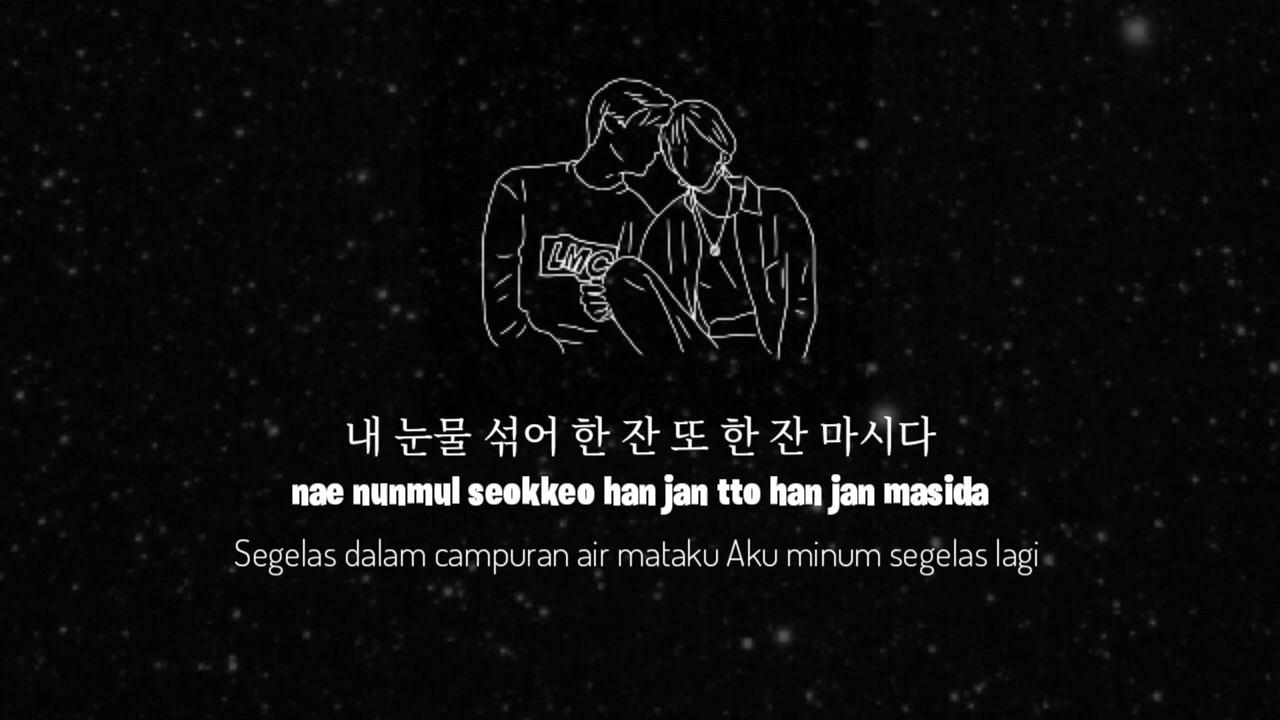 LMC
내 눈물 섞어 한 잔 또 한 잔 마시다
nae nunmul seokkeo han jan tto han jan masida
Segelas dalam campuran air mataku Aku minum segelas lagi